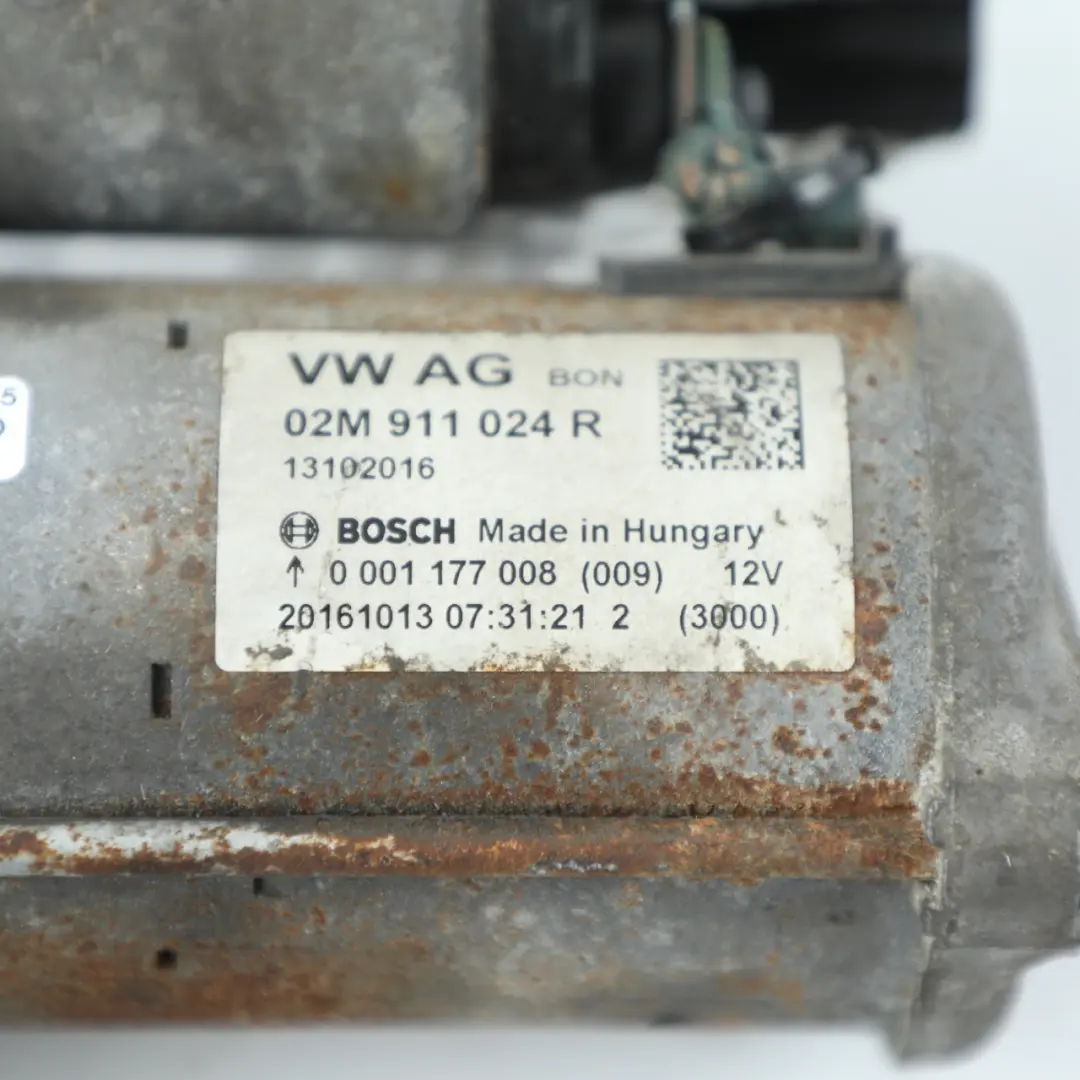 VW AG BON
02M 911 024 R
13102016
BOSCH Made in Hungary
↑ 0 001 177 008 (009) 12V
20161013 07:31:21 2 (3000)
5